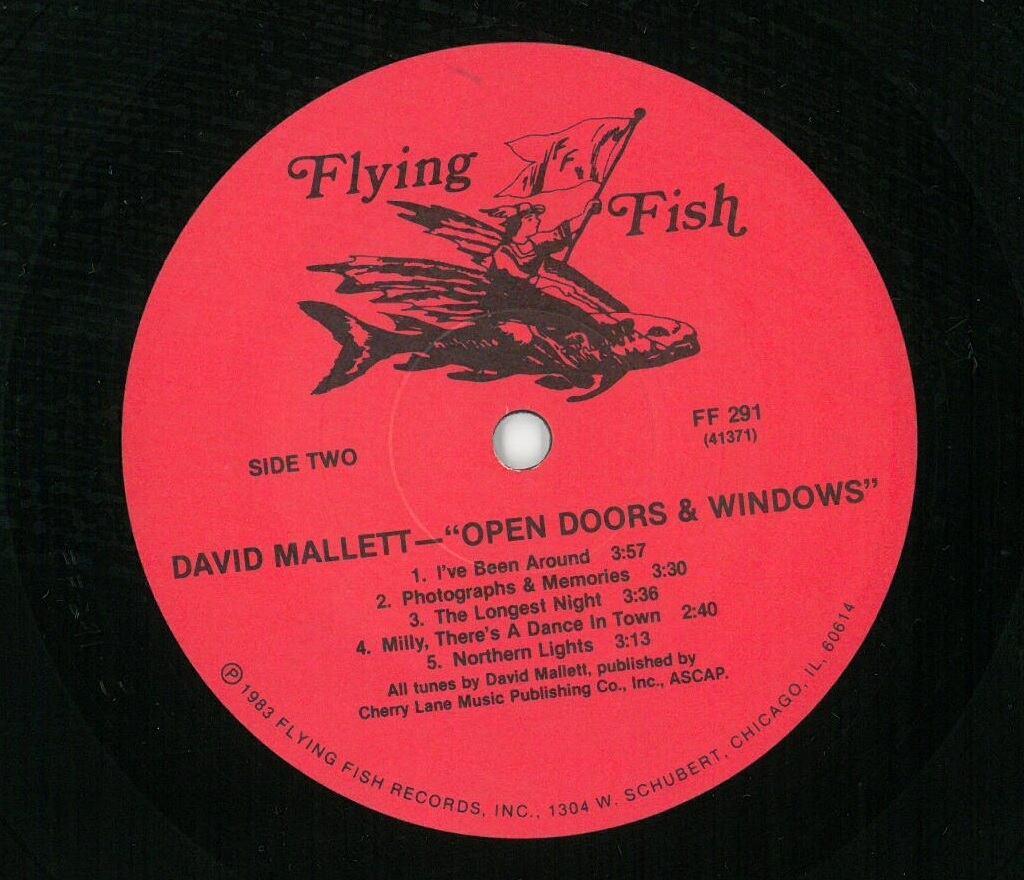 Flying
Fish
FF
SIDE TWO
FF 291
(41371)
DAVID MALLETT—“OPEN DOORS & WINDOWS”
1. I've Been Around 3:57
2. Photographs & Memories 3:30
3. The Longest Night 3:36
4. Milly, There's A Dance In Town 2:40
5. Northern Lights 3:13
All tunes by David Mallett, published by
Cherry Lane Music Publishing Co., Inc., ASCAP.
℗ 1983 FLYING FISH RECORDS, INC., 1304 W. SCHUBERT, CHICAGO, IL, 60614